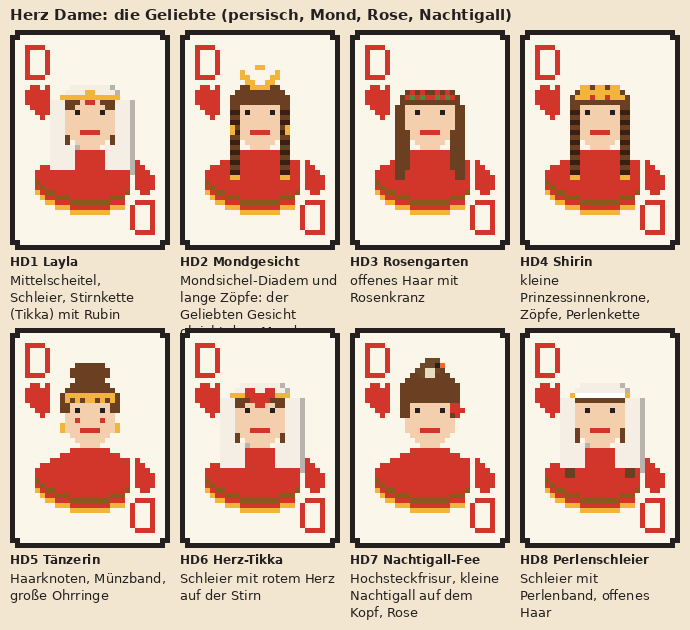 Herz Dame: die Geliebte (persisch, Mond, Rose, Nachtigall)
D
D
D
D
D
D
D
D
HD1 Layla
Mittelscheitel,
Schleier, Stirnkette
(Tikka) mit Rubin
HD2 Mondgesicht
Mondsichel-Diadem und
lange Zöpfe: der
Geliebten Gesicht
HD3 Rosengarten
offenes Haar mit
Rosenkranz
HD4 Shirin
kleine
Prinzessinnenkrone,
Zöpfe, Perlenkette
D
D
D
D
D
D
D
D
HD5 Tänzerin
Haarknoten, Münzband,
große Ohrringe
HD6 Herz-Tikka
Schleier mit rotem Herz
auf der Stirn
HD7 Nachtigall-Fee
Hochsteckfrisur, kleine
Nachtigall auf dem
Kopf, Rose
HD8 Perlenschleier
Schleier mit
Perlenband, offenes
Haar